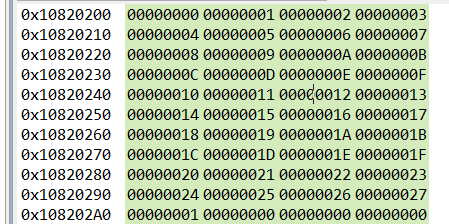 0x10820200 00000000 00000001 00000002 00000003
0x10820210 00000004 00000005 00000006 00000007
0x10820220 00000008 00000009 0000000A 0000000B
0x10820230 0000000C 0000000D 0000000E 0000000F
0x10820240 00000010 00000011 00000012 00000013
0x10820250 00000014 00000015 00000016 00000017
0x10820260 00000018 00000019 0000001A 0000001B
0x10820270 0000001C 0000001D 0000001E 0000001F
0x10820280 00000020 00000021 00000022 00000023
0x10820290 00000024 00000025 00000026 00000027
0x108202A0 00000001 00000000 00000000 00000000